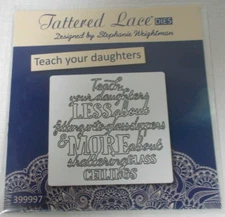 Tattered Lace DIES
Designed by Stephanie Weightman
Teach your daughters
Teach
your daughters
LESS about
fitting into glass slippers
& MORE about
shattering GLASS
CEILINGS
399997